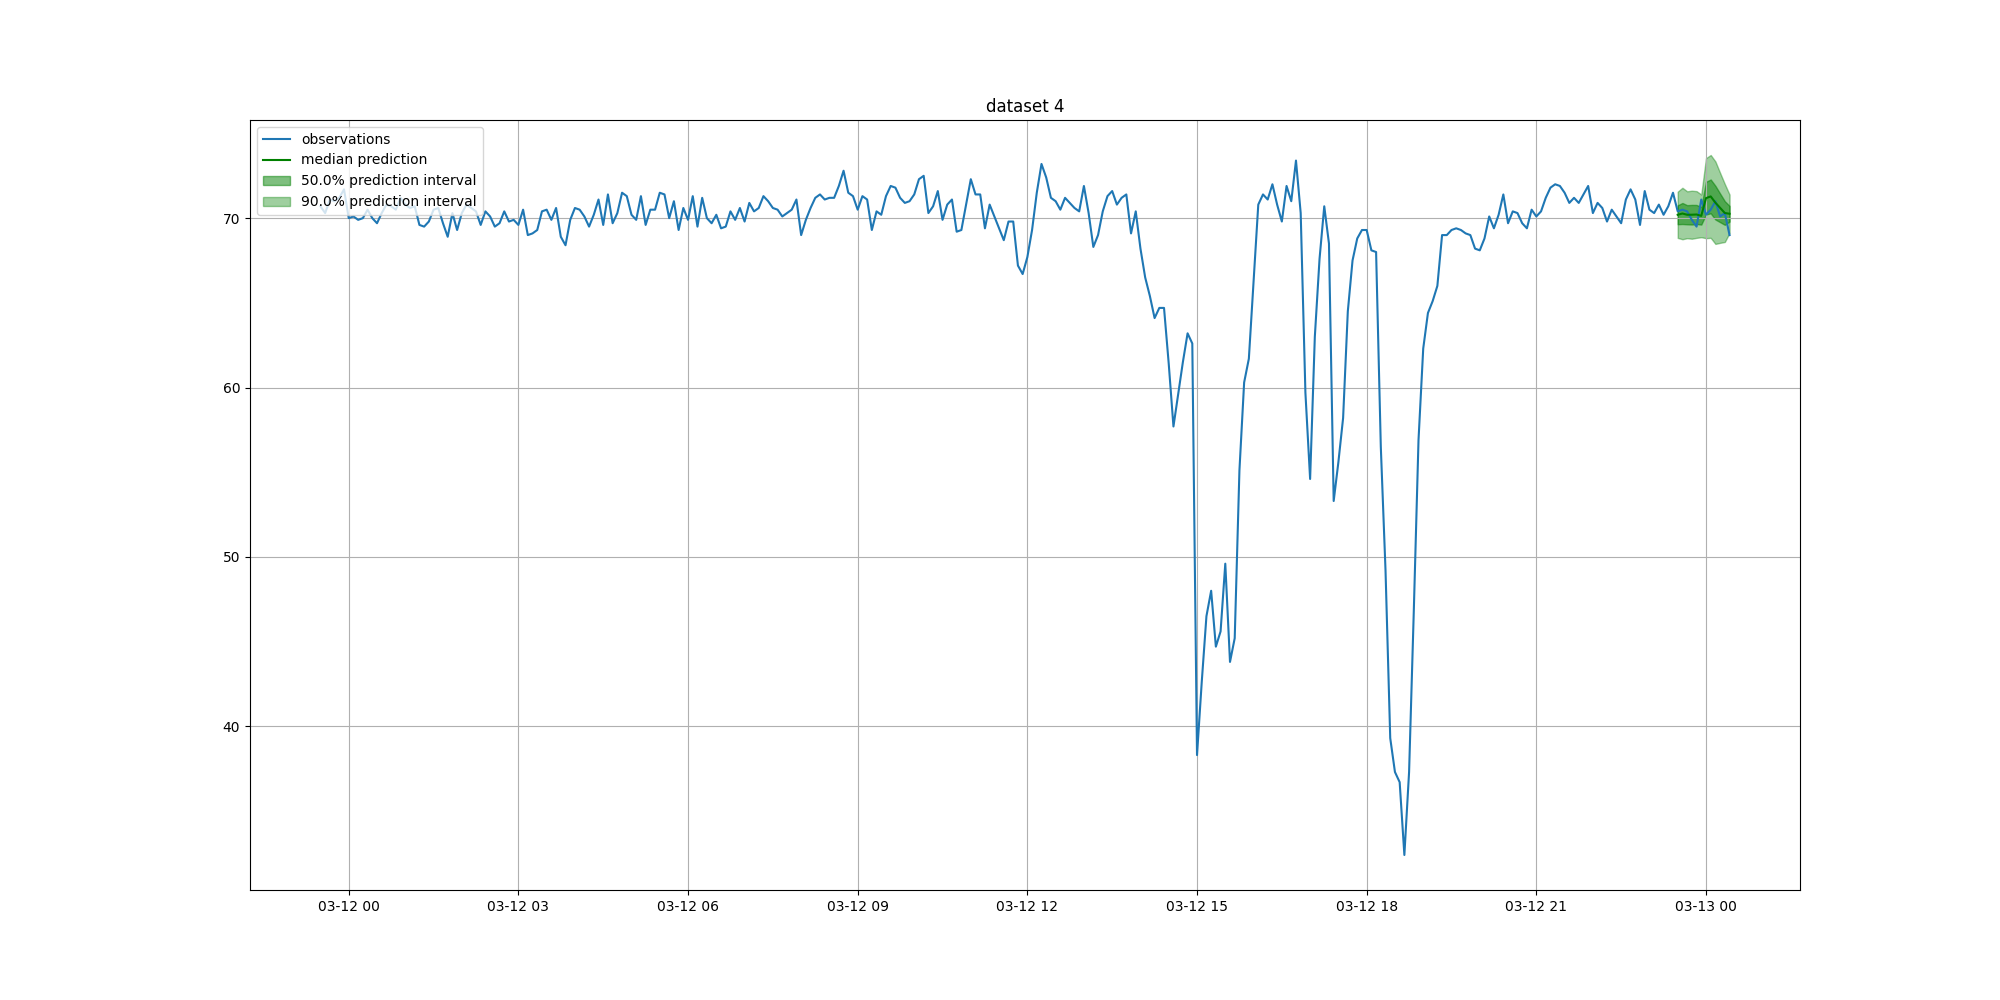 dataset 4
observations
median prediction
50.0% prediction interval
90.0% prediction interval
70
60
50
40
03-12 00
03-12 03
03-12 06
03-12 09
03-12 12
03-12 15
03-12 18
03-12 21
03-13 00